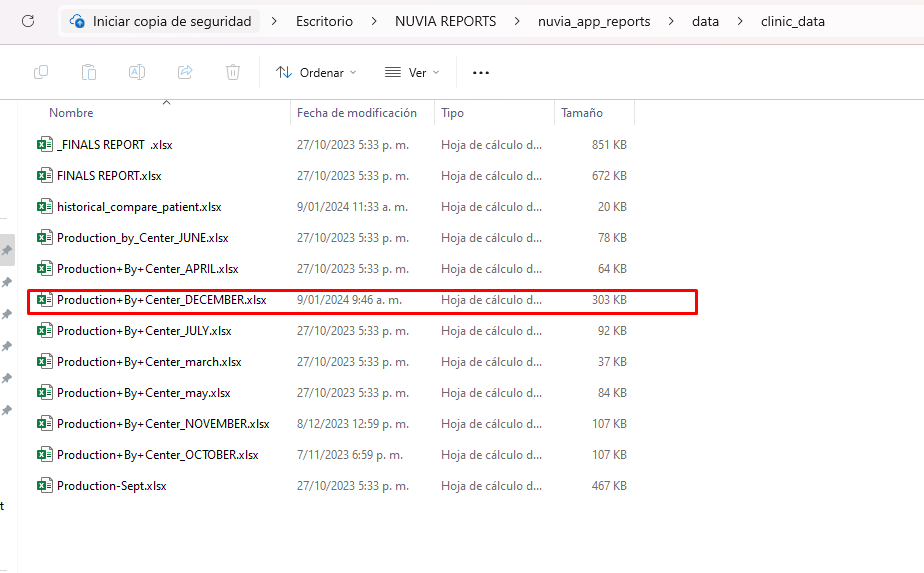 Iniciar copia de seguridad > Escritorio > NUVIA REPORTS > nuvia_app_reports > data > clinic_data
Ordenar Ver
Nombre Fecha de modificación Tipo Tamaño
_FINALS REPORT .xlsx 27/10/2023 5:33 p. m. Hoja de cálculo d... 851 KB
FINALS REPORT.xlsx 27/10/2023 5:33 p. m. Hoja de cálculo d... 672 KB
historical_compare_patient.xlsx 9/01/2024 11:33 a. m. Hoja de cálculo d... 20 KB
Production_by_Center_JUNE.xlsx 27/10/2023 5:33 p. m. Hoja de cálculo d... 78 KB
Production+By+Center_APRIL.xlsx 27/10/2023 5:33 p. m. Hoja de cálculo d... 64 KB
Production+By+Center_DECEMBER.xlsx 9/01/2024 9:46 a. m. Hoja de cálculo d... 303 KB
Production+By+Center_JULY.xlsx 27/10/2023 5:33 p. m. Hoja de cálculo d... 92 KB
Production+By+Center_march.xlsx 27/10/2023 5:33 p. m. Hoja de cálculo d... 37 KB
Production+By+Center_may.xlsx 27/10/2023 5:33 p. m. Hoja de cálculo d... 84 KB
Production+By+Center_NOVEMBER.xlsx 8/12/2023 12:59 p. m. Hoja de cálculo d... 107 KB
Production+By+Center_OCTOBER.xlsx 7/11/2023 6:59 p. m. Hoja de cálculo d... 107 KB
Production-Sept.xlsx 27/10/2023 5:33 p. m. Hoja de cálculo d... 467 KB
t